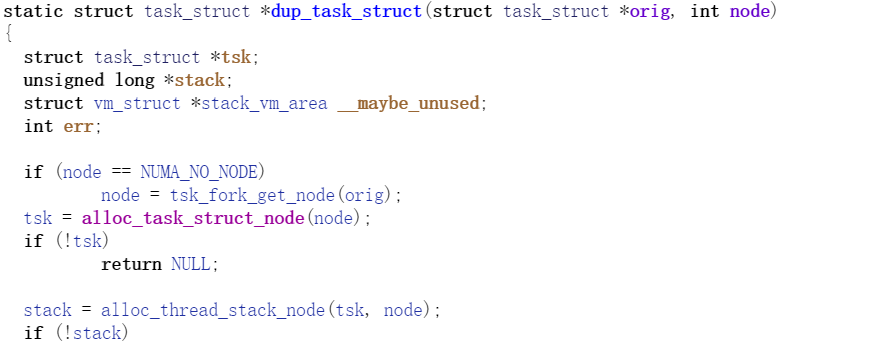 static struct task_struct *dup_task_struct(struct task_struct *orig, int node)
{
  struct task_struct *tsk;
  unsigned long *stack;
  struct vm_struct *stack_vm_area __maybe_unused;
  int err;

  if (node == NUMA_NO_NODE)
          node = tsk_fork_get_node(orig);
  tsk = alloc_task_struct_node(node);
  if (!tsk)
          return NULL;

  stack = alloc_thread_stack_node(tsk, node);
  if (!stack)